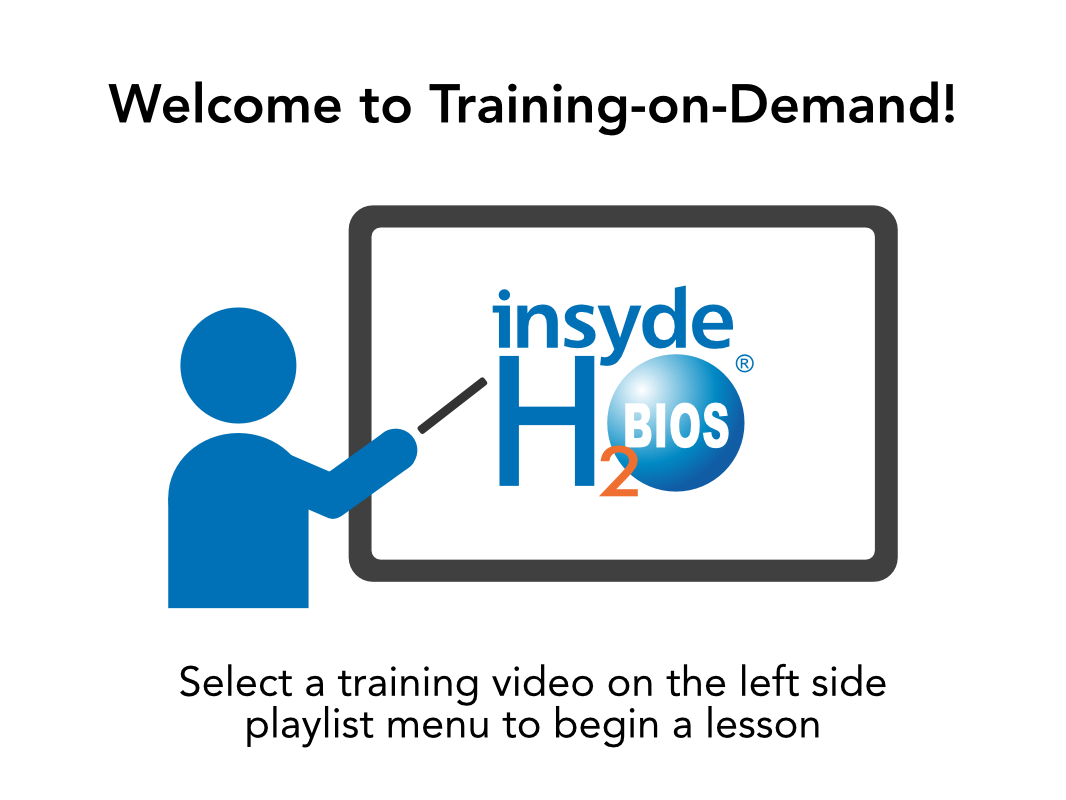 Welcome to Training-on-Demand!
insyde
H2O
BIOS
®
Select a training video on the left side
playlist menu to begin a lesson